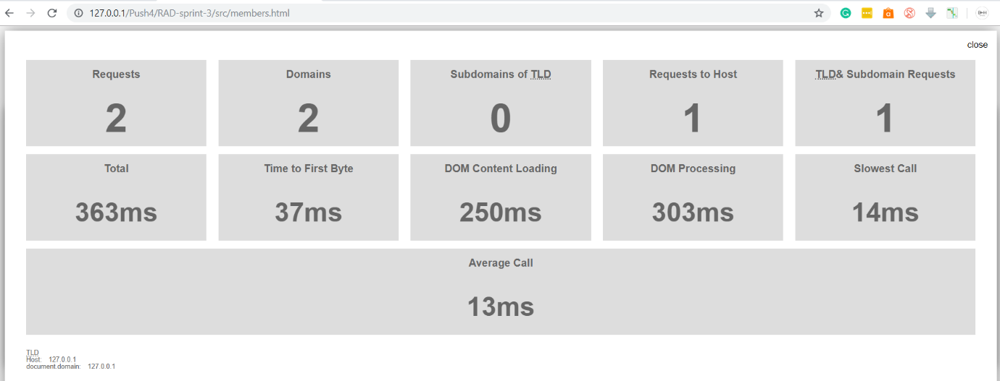 127.0.0.1/Push4/RAD-sprint-3/src/members.html
close
Requests
2
Domains
2
Subdomains of TLD
0
Requests to Host
1
TLD& Subdomain Requests
1
Total
363ms
Time to First Byte
37ms
DOM Content Loading
250ms
DOM Processing
303ms
Slowest Call
14ms
Average Call
13ms
TLD
Host: 127.0.0.1
document.domain: 127.0.0.1